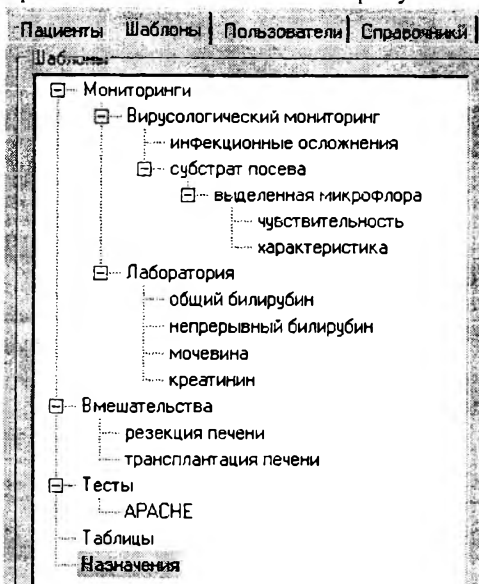 Пациенты Шаблоны Пользователи Справочники
Шаблоны
Мониторинги
Вирусологический мониторинг
инфекционные осложнения
субстрат посева
выделенная микрофлора
чувствительность
характеристика
Лаборатория
общий билирубин
непрерывный билирубин
мочевина
креатинин
Вмешательства
резекция печени
трансплантация печени
Тесты
APACHE
Таблицы
Назначения